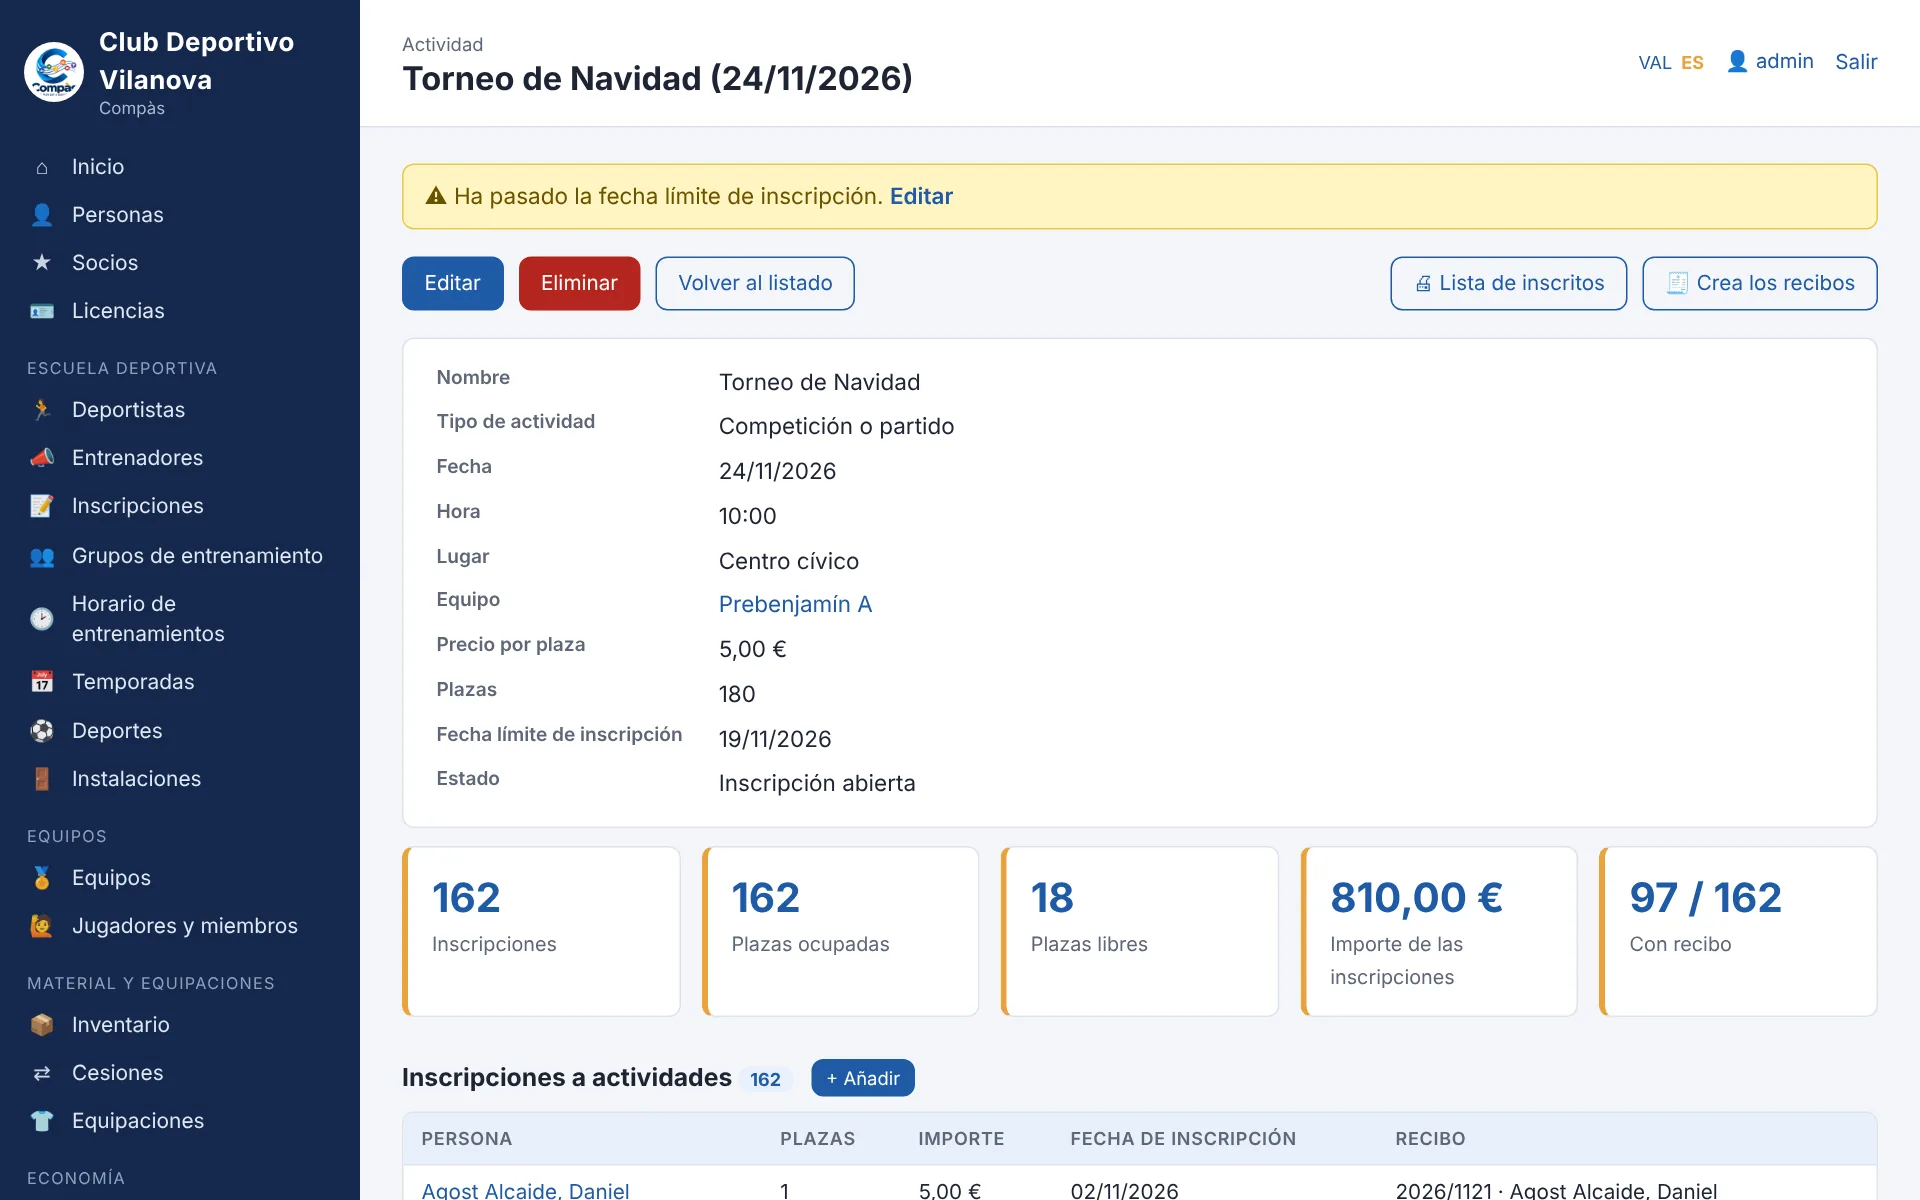 Club Deportivo
Vilanova
Compàs
Compàs
Inicio
Personas
Socios
Licencias
ESCUELA DEPORTIVA
Deportistas
Entrenadores
Inscripciones
Grupos de entrenamiento
Horario de
entrenamientos
Temporadas
Deportes
Instalaciones
EQUIPOS
Equipos
Jugadores y miembros
MATERIAL Y EQUIPACIONES
Inventario
Cesiones
Equipaciones
ECONOMÍA
Actividad
Torneo de Navidad (24/11/2026)
VAL ES admin Salir
Ha pasado la fecha límite de inscripción. Editar
Editar Eliminar Volver al listado Lista de inscritos Crea los recibos
Nombre Torneo de Navidad
Tipo de actividad Competición o partido
Fecha 24/11/2026
Hora 10:00
Lugar Centro cívico
Equipo Prebenjamín A
Precio por plaza 5,00 €
Plazas 180
Fecha límite de inscripción 19/11/2026
Estado Inscripción abierta
162
Inscripciones
162
Plazas ocupadas
18
Plazas libres
810,00 €
Importe de las
inscripciones
97 / 162
Con recibo
Inscripciones a actividades 162 + Añadir
PERSONA PLAZAS IMPORTE FECHA DE INSCRIPCIÓN RECIBO
Agost Alcaide, Daniel 1 5,00 € 02/11/2026 2026/1121 · Agost Alcaide, Daniel